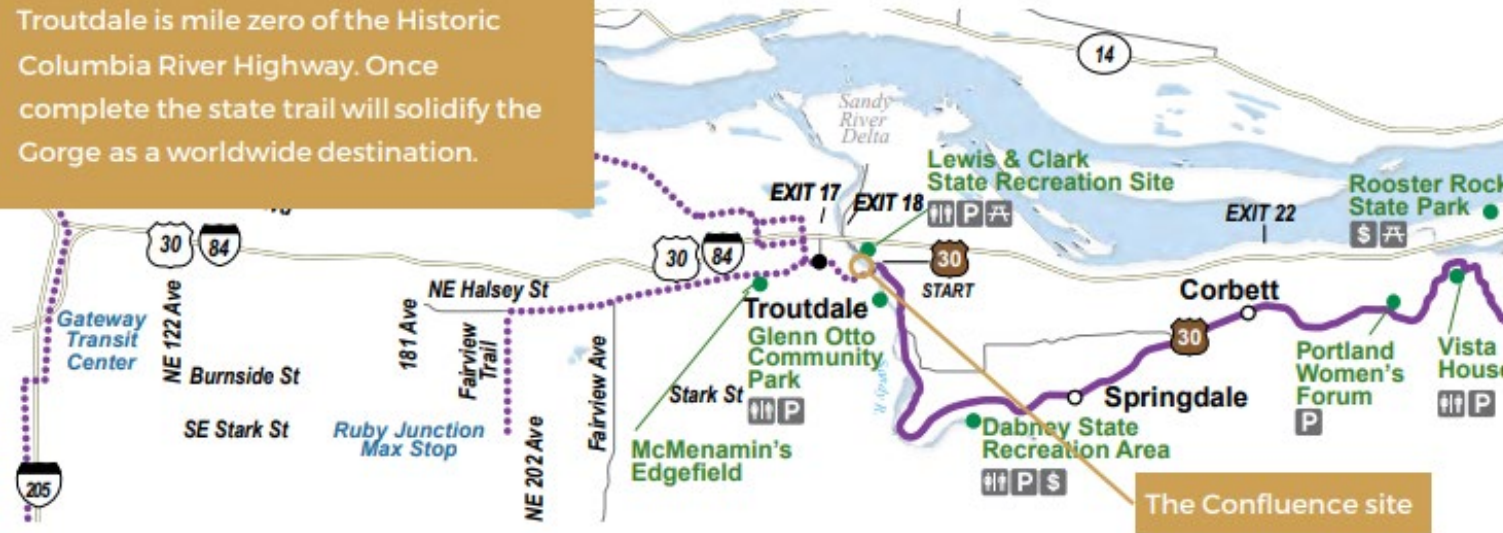 Troutdale is mile zero of the Historic
Columbia River Highway. Once
complete the state trail will solidify the
Gorge as a worldwide destination.
14
Sandy
River
Delta
Lewis & Clark
State Recreation Site
P
EXIT 17
EXIT 18
Rooster Rock
State Park
$
EXIT 22
30
84
30
84
30
START
NE Halsey St
Gateway
Transit
Center
NE 122 Ave
181 Ave
Fairview
Trail
Fairview Ave
Troutdale
Glenn Otto
Community
Park
P
Sandy R
Corbett
30
Portland
Women's
Forum
P
Vista
House
P
Burnside St
Stark St
SE Stark St
Ruby Junction
Max Stop
NE 202 Ave
McMenamin's
Edgefield
Springdale
Dabney State
Recreation Area
P $
205
The Confluence site